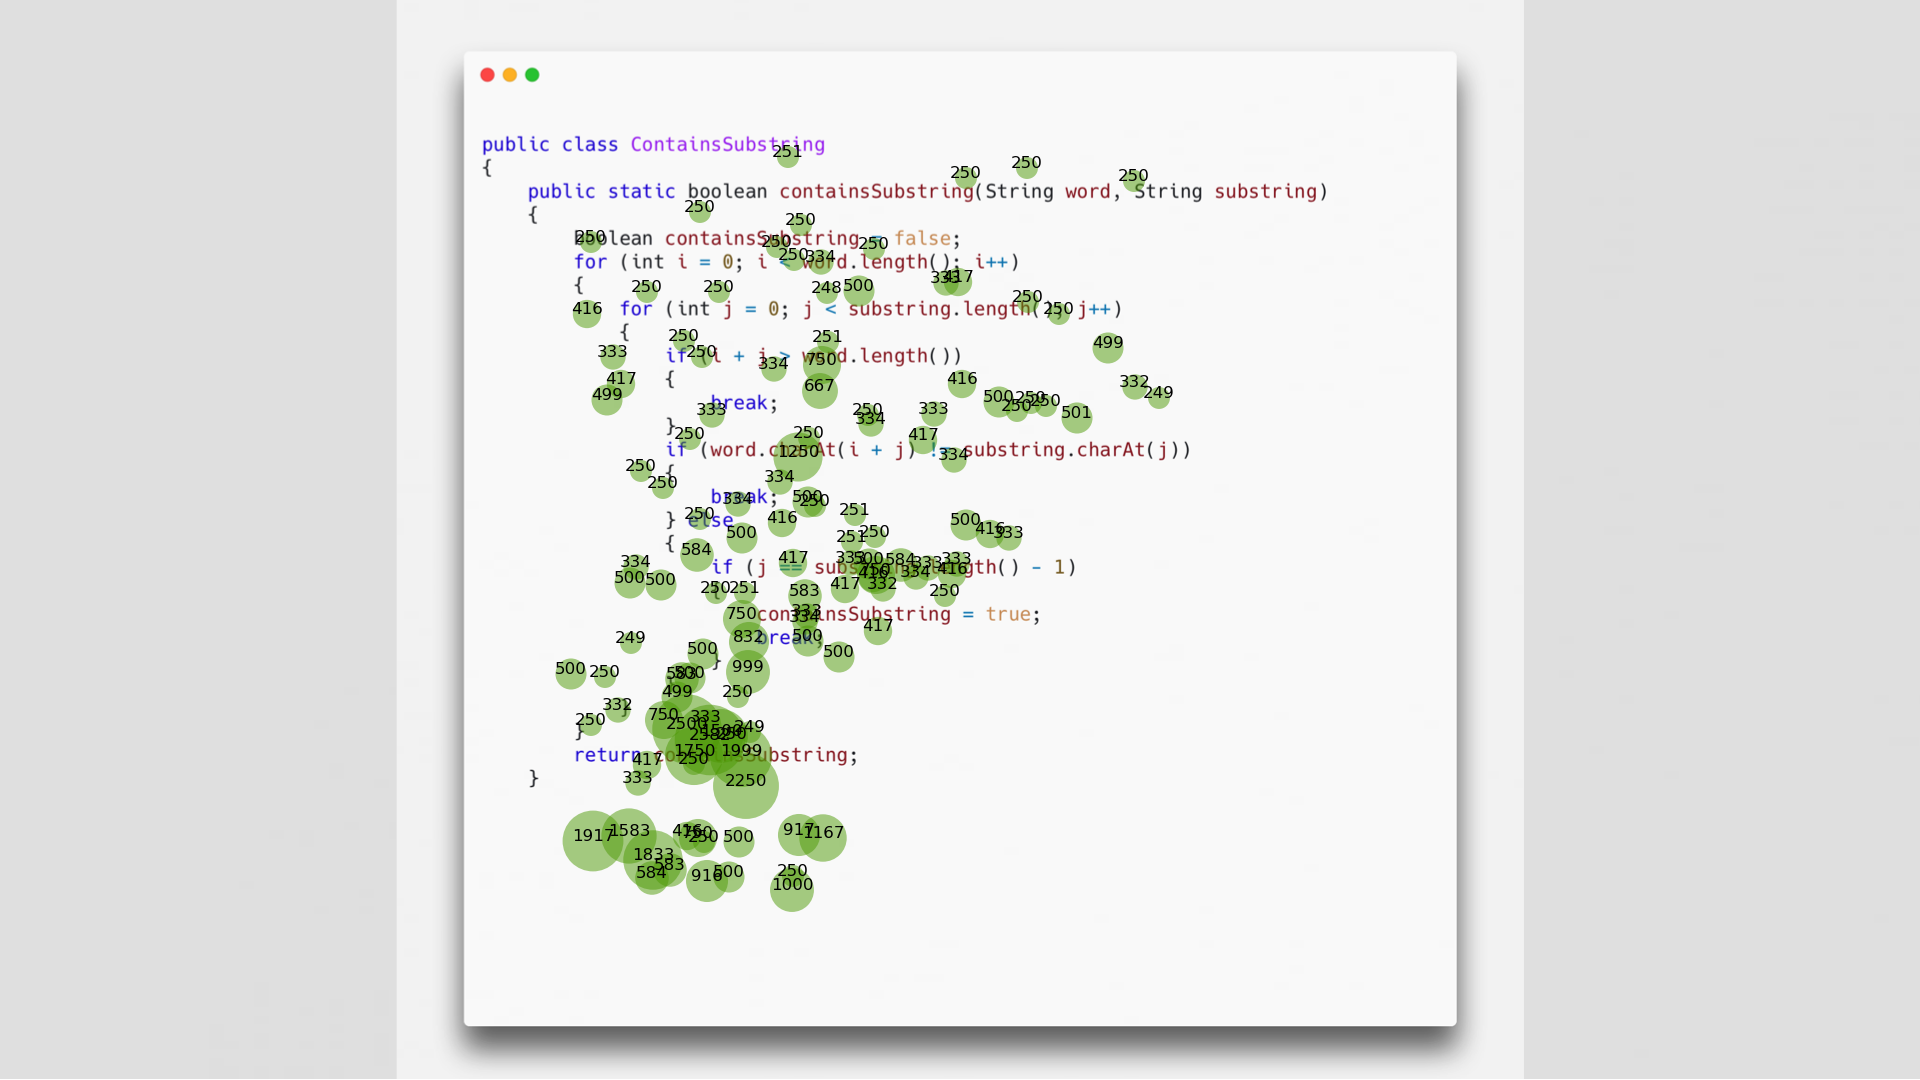 public class ContainsSubstring
251
{
250 250 250
public static boolean containsSubstring(String word, String substring)
250
{
250
boolean containsSubstring = false;
250 250 250
for (int i = 0; i < word.length(); i++)
250 334
{
333 417
250 250 248 500
250 250
416
for (int j = 0; j < substring.length(); j++)
{
250 251 499
if (i + j > word.length())
333 250 334 750
{
417 667 416 332 249
499 500 250 250 250
break;
333 250 334 333 501
}
250 250 417
if (word.charAt(i + j) != substring.charAt(j))
1250 334
{
250 250 334
break;
334 500 250
} else
250 416 251 500 416 333
500 251 250
{
584
334 417 333 500 584 333 333
if (j == substring.length() - 1)
500 500 750 416 334 416
{
250 251 583 417 332 250
containsSubstring = true;
750 333 334
break;
249 832 500 417
500 500
}
500 250 583 500 999
499 250
}
332 750 333
}
250 2500 2582 1500 250 249
return containsSubstring;
417 1750 250 1999
}
333 2250
1917 1583 416 750 250 500 917 1167
1833 583
584 916 500 250
1000